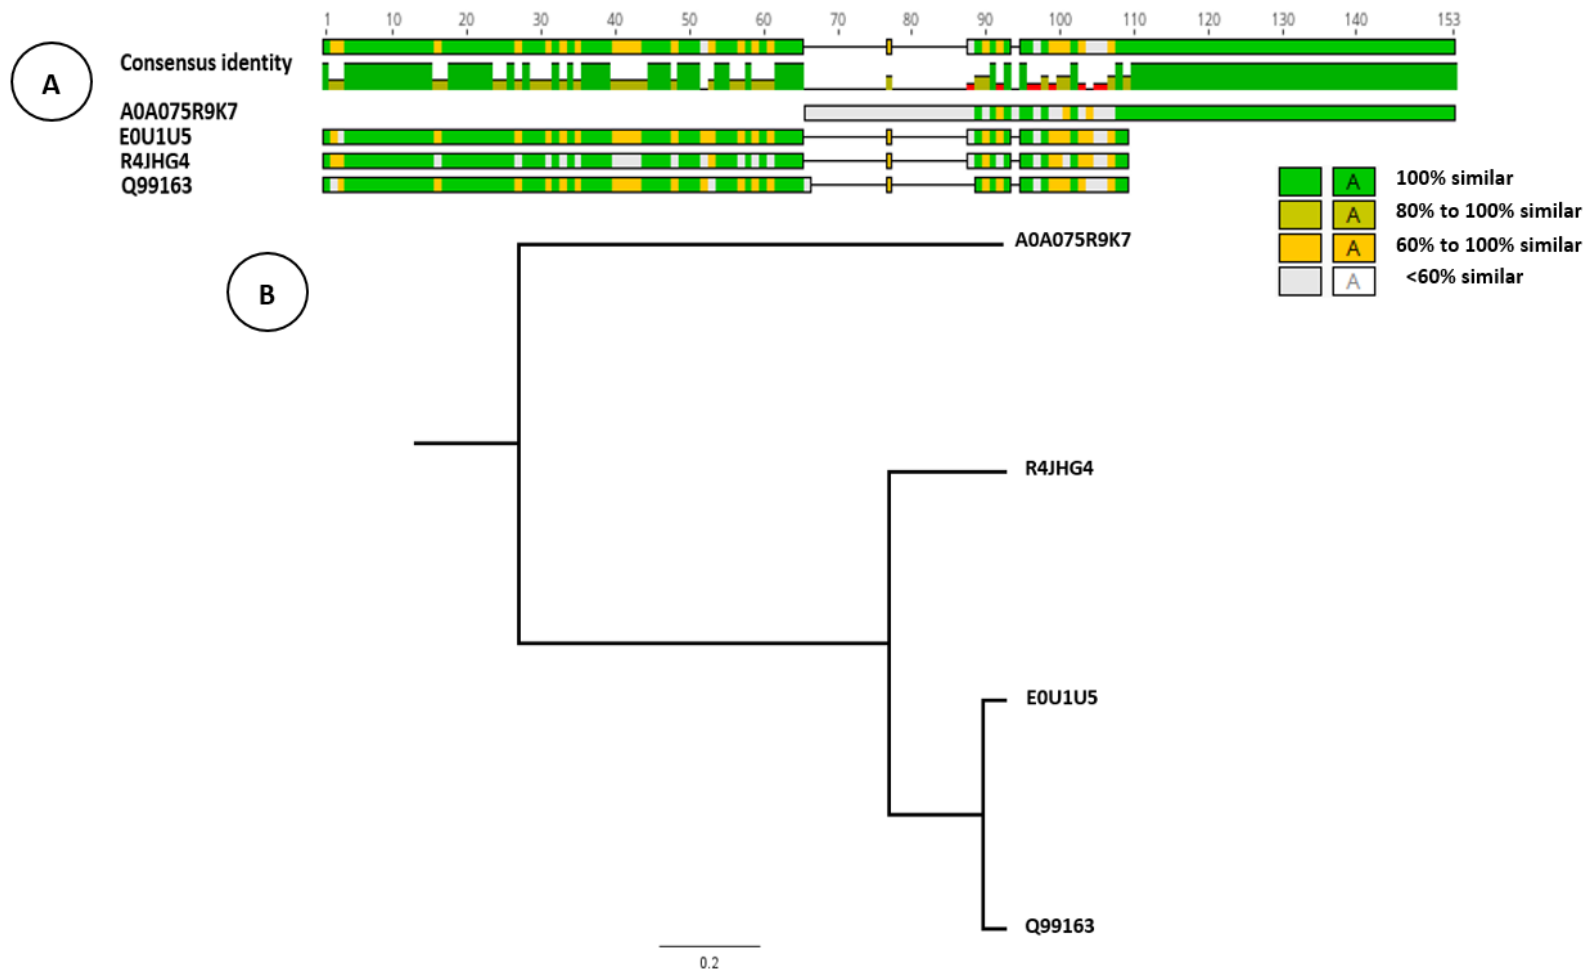 1 10 20 30 40 50 60 70 80 90 100 110 120 130 140 153
A
Consensus identity
A0A075R9K7
E0U1U5
R4JHG4
Q99163
A 100% similar
A 80% to 100% similar
A 60% to 100% similar
A <60% similar
B
A0A075R9K7
R4JHG4
E0U1U5
Q99163
0.2